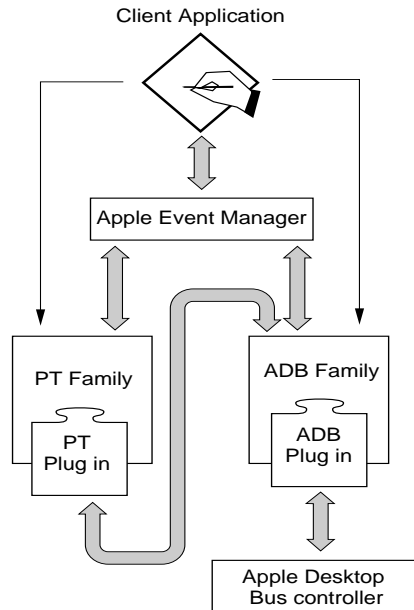 Client Application
Apple Event Manager
PT Family
PT
Plug in
ADB Family
ADB
Plug in
Apple Desktop
Bus controller